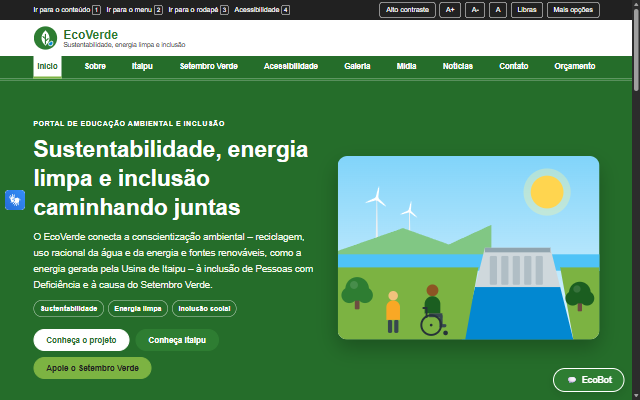 Ir para o conteúdo 1 Ir para o menu 2 Ir para o rodapé 3 Acessibilidade 4
Alto contraste A+ A- A Libras Mais opções
EcoVerde
Sustentabilidade, energia limpa e inclusão
Início Sobre Itaipu Setembro Verde Acessibilidade Galeria Mídia Notícias Contato Orçamento
PORTAL DE EDUCAÇÃO AMBIENTAL E INCLUSÃO
Sustentabilidade, energia
limpa e inclusão
caminhando juntas
O EcoVerde conecta a conscientização ambiental – reciclagem,
uso racional da água e da energia e fontes renováveis, como a
energia gerada pela Usina de Itaipu – à inclusão de Pessoas com
Deficiência e à causa do Setembro Verde.
Sustentabilidade Energia limpa Inclusão social
Conheça o projeto Conheça Itaipu
Apoie o Setembro Verde
EcoBot